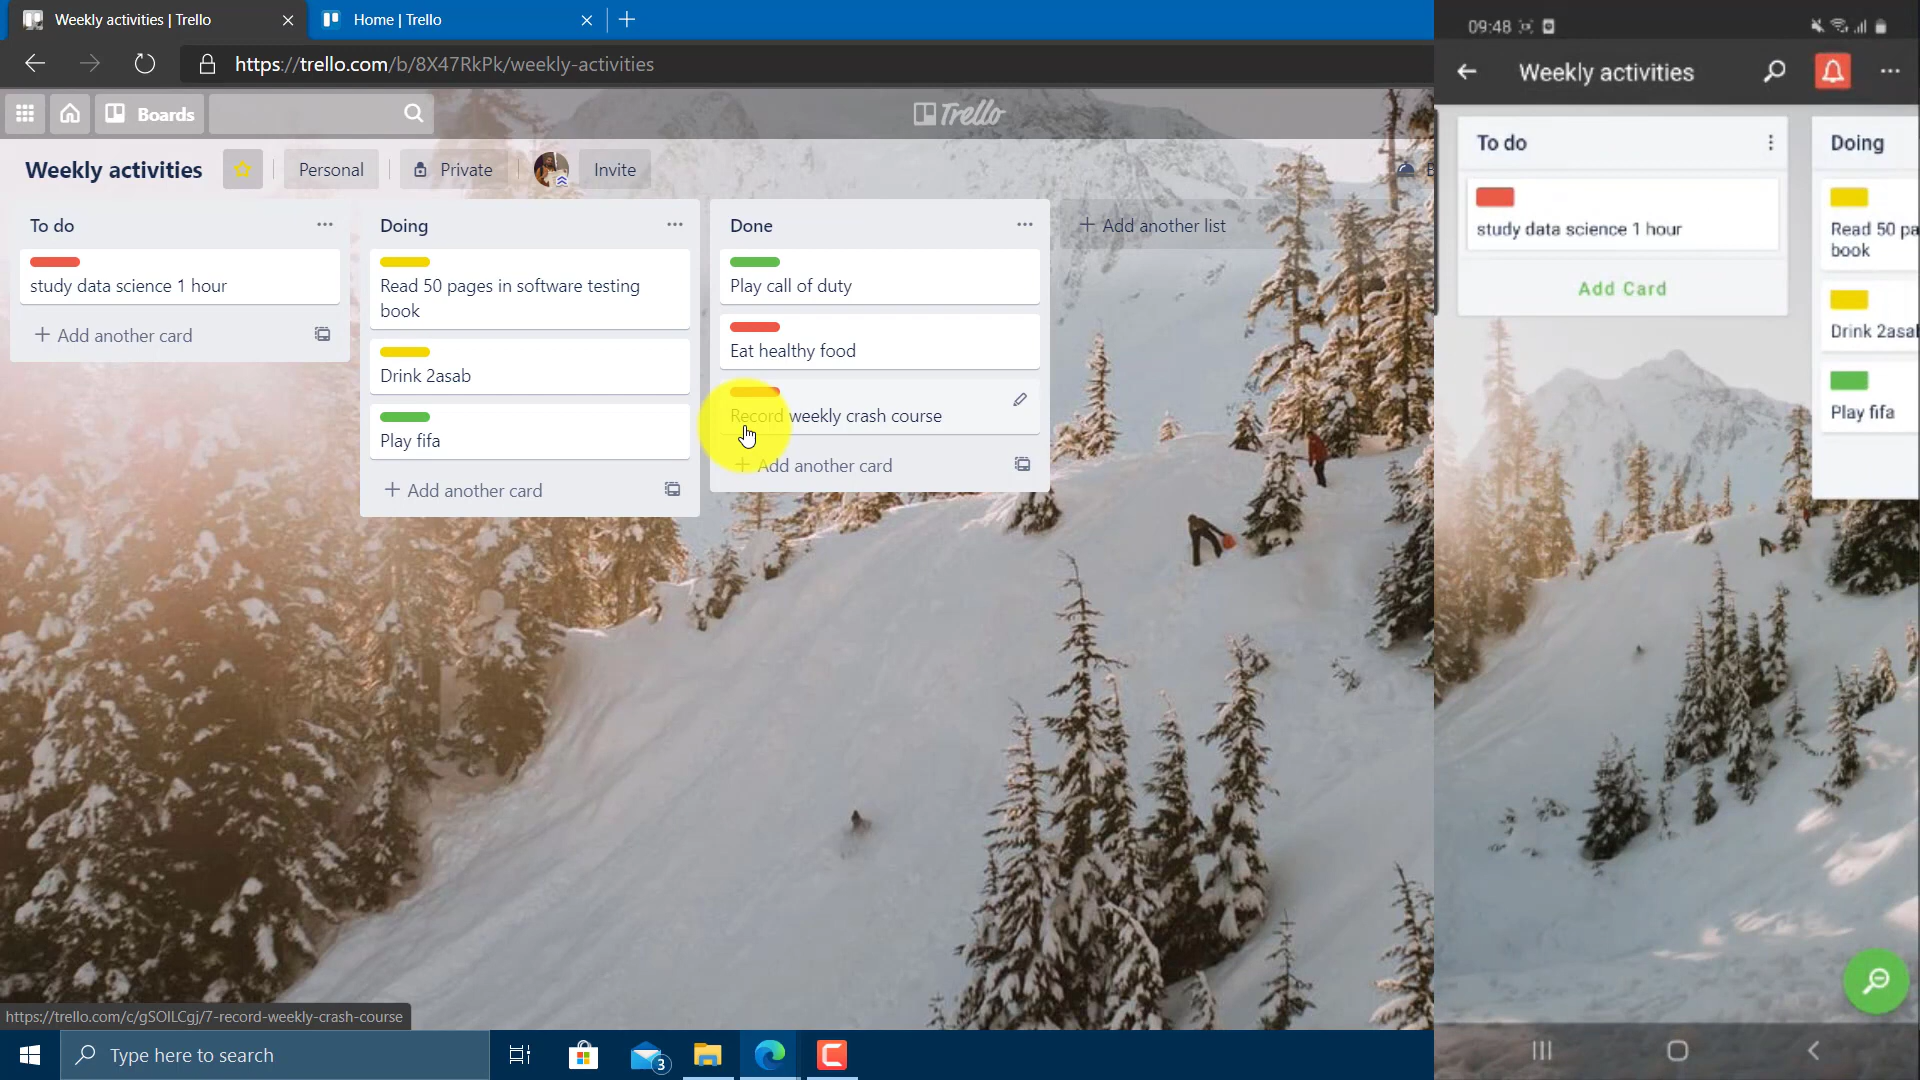 Weekly activities | Trello
Home | Trello
https://trello.com/b/8X47RkPk/weekly-activities
Boards
Trello
Weekly activities
Personal
Private
Invite
B
To do
study data science 1 hour
Add another card
Doing
Read 50 pages in software testing
book
Drink 2asab
Play fifa
Add another card
Done
Play call of duty
Eat healthy food
Record weekly crash course
Add another card
Add another list
https://trello.com/c/gSOILCgj/7-record-weekly-crash-course
Type here to search
3
09:48
Weekly activities
To do
study data science 1 hour
Add Card
Doing
Read 50 pa
book
Drink 2asal
Play fifa